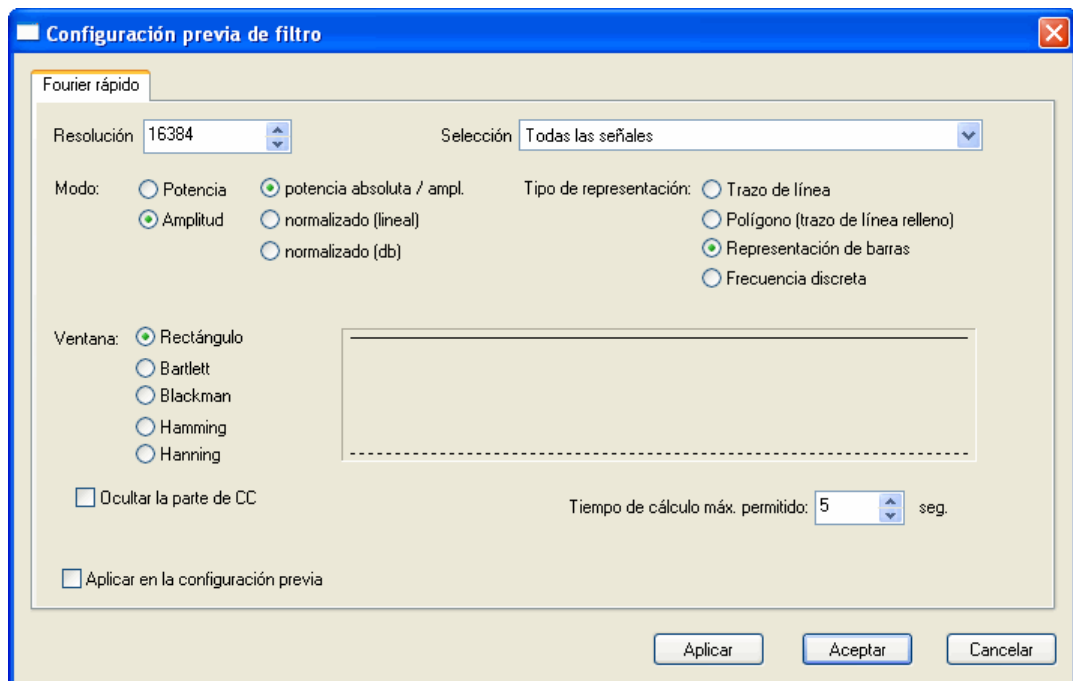 Configuración previa de filtro
Fourier rápido
Resolución 16384 Selección Todas las señales
Modo: Potencia potencia absoluta / ampl. Tipo de representación: Trazo de línea
Amplitud normalizado (lineal) Polígono (trazo de línea relleno)
normalizado (db) Representación de barras
Frecuencia discreta
Ventana: Rectángulo
Bartlett
Blackman
Hamming
Hanning
Ocultar la parte de CC Tiempo de cálculo máx. permitido: 5 seg.
Aplicar en la configuración previa
Aplicar Aceptar Cancelar